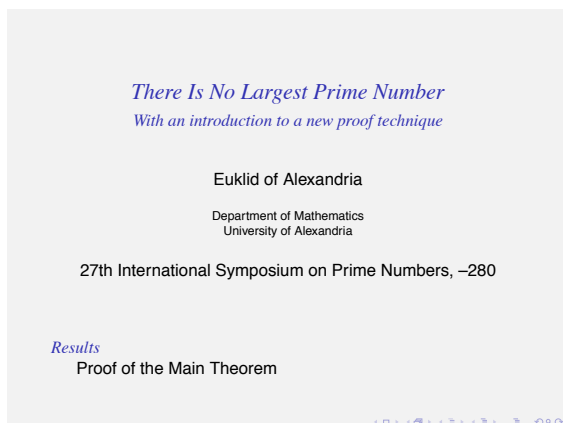 There Is No Largest Prime Number
With an introduction to a new proof technique
Euklid of Alexandria
Department of Mathematics
University of Alexandria
27th International Symposium on Prime Numbers, –280
Results
Proof of the Main Theorem